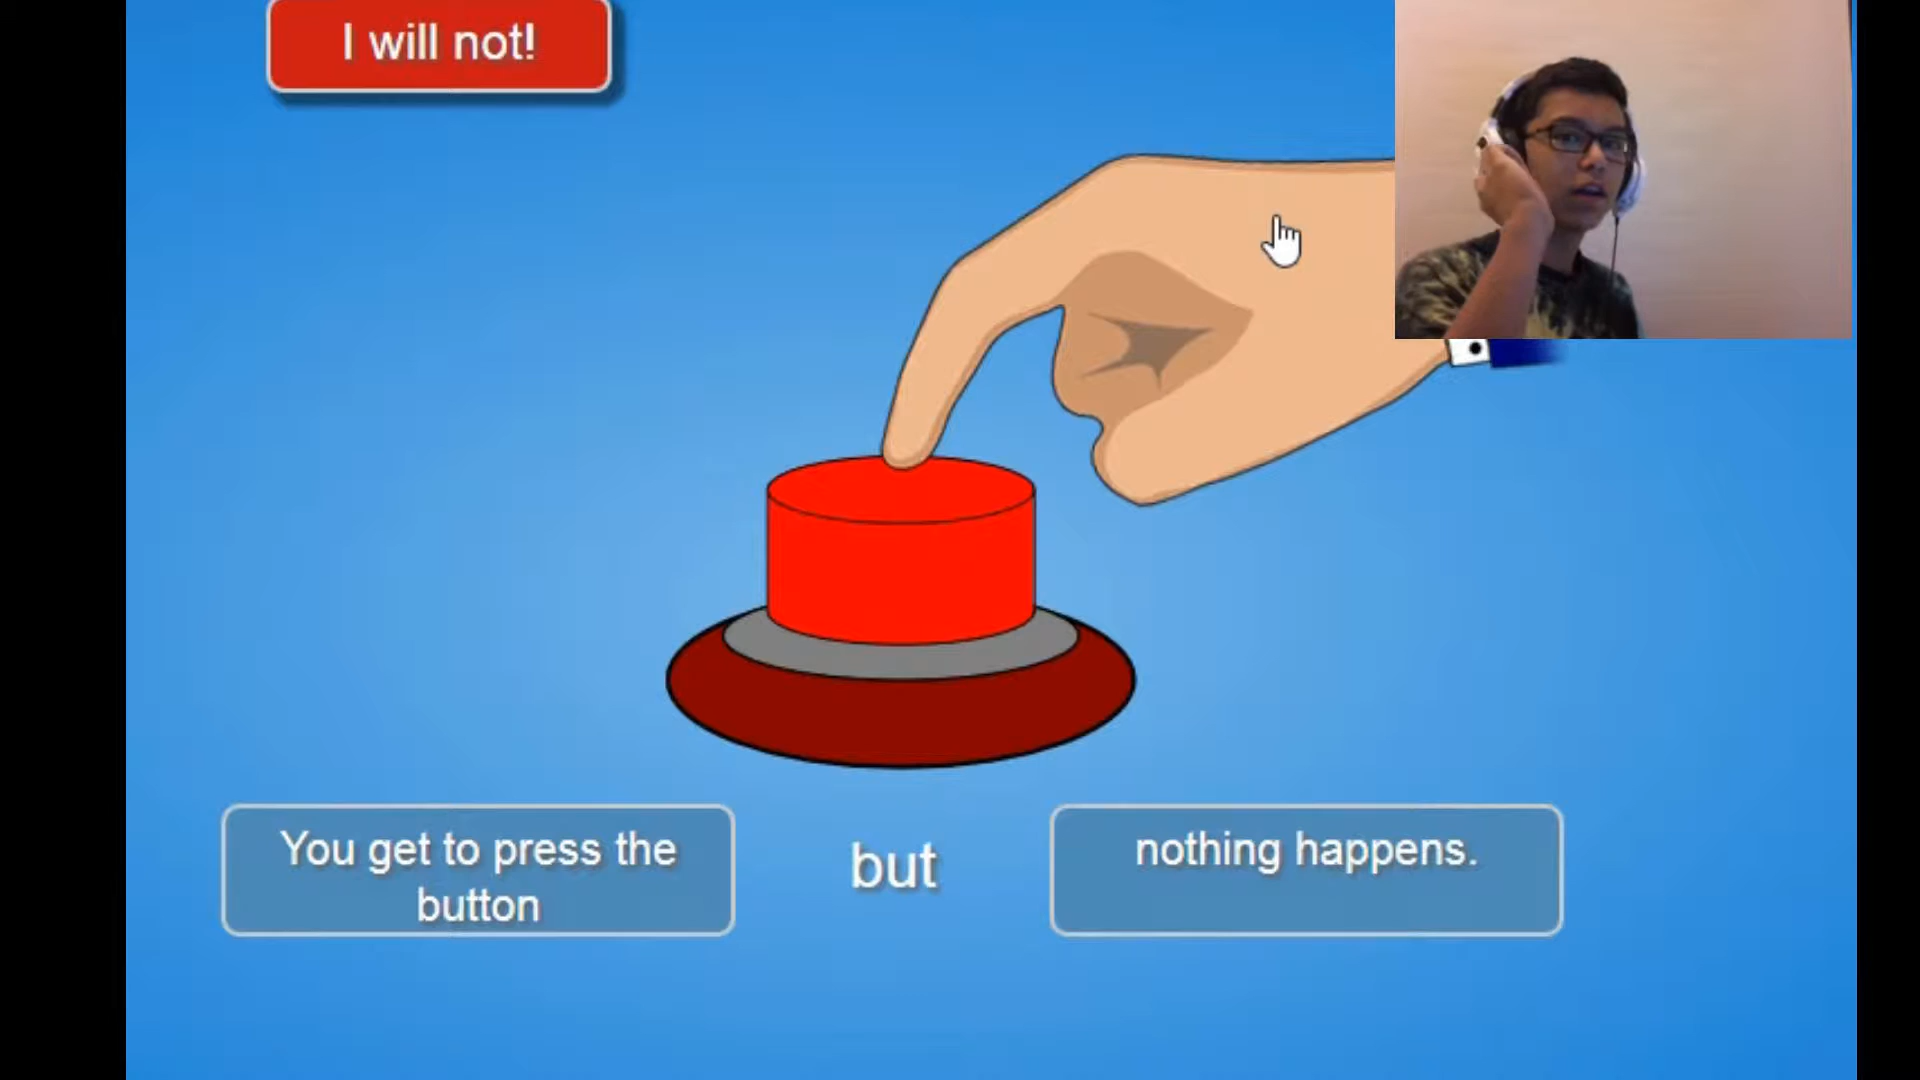 I will not!
You get to press the
button
but
nothing happens.